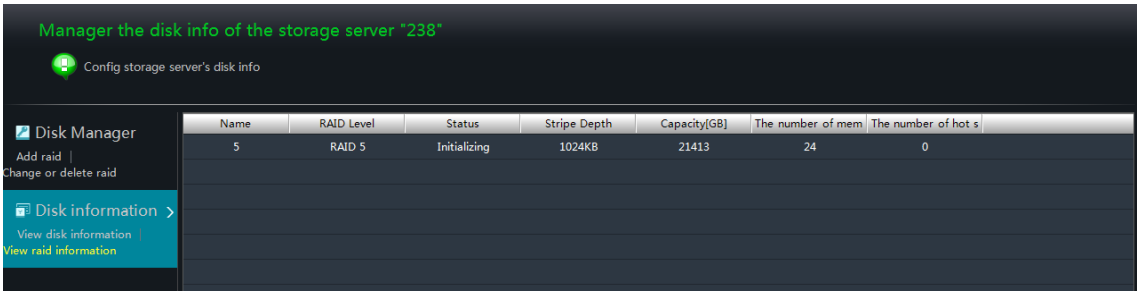 Manager the disk info of the storage server "238"
Config storage server's disk info
Disk Manager
Add raid |
Change or delete raid
Disk information >
View disk information |
View raid information
Name RAID Level Status Stripe Depth Capacity[GB] The number of mem The number of hot s
5 RAID 5 Initializing 1024KB 21413 24 0